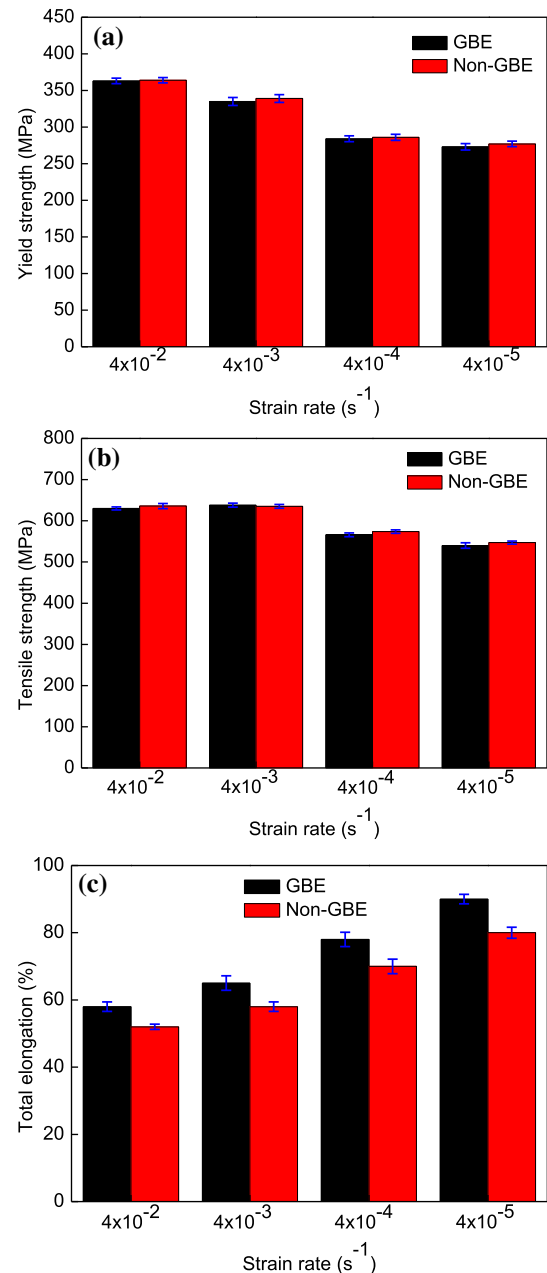 (a)
GBE
Non-GBE
Yield strength (MPa)
450
400
350
300
250
200
150
100
50
0
4x10⁻² 4x10⁻³ 4x10⁻⁴ 4x10⁻⁵
Strain rate (s⁻¹)
(b)
GBE
Non-GBE
Tensile strength (MPa)
800
700
600
500
400
300
200
100
0
4x10⁻² 4x10⁻³ 4x10⁻⁴ 4x10⁻⁵
Strain rate (s⁻¹)
(c)
GBE
Non-GBE
Total elongation (%)
100
80
60
40
20
0
4x10⁻² 4x10⁻³ 4x10⁻⁴ 4x10⁻⁵
Strain rate (s⁻¹)